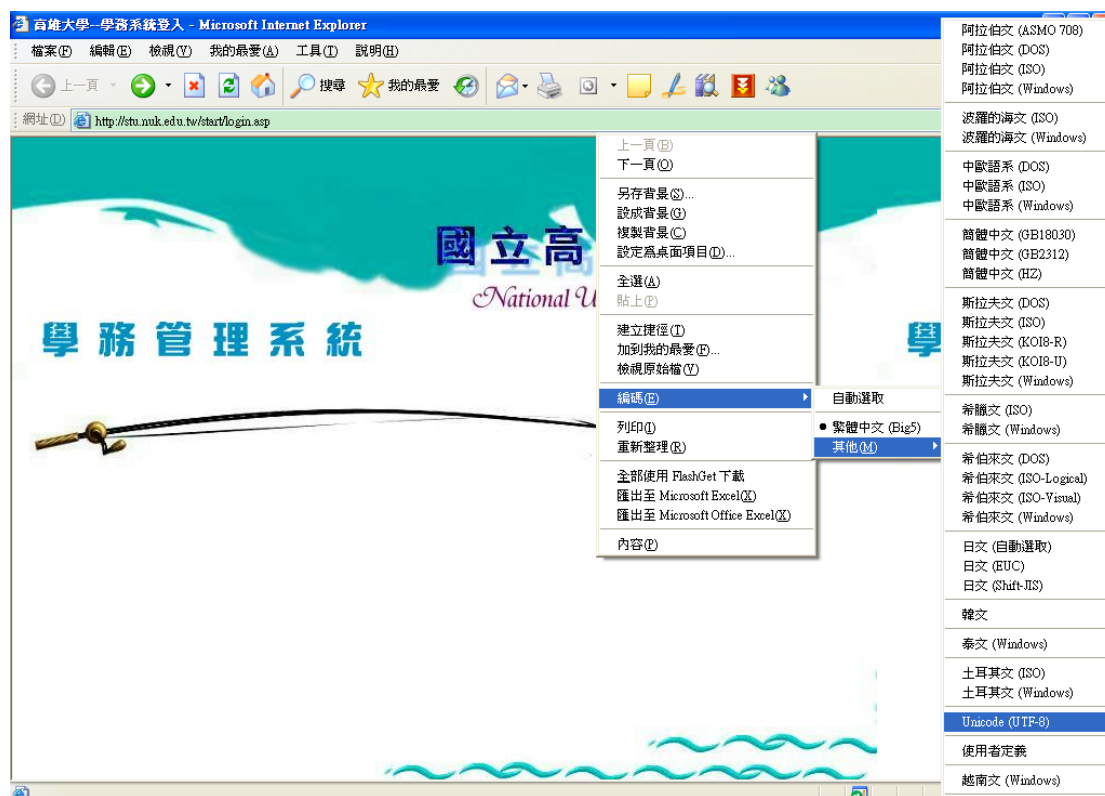 高雄大學--學務系統登入 - Microsoft Internet Explorer
檔案(F) 編輯(E) 檢視(V) 我的最愛(A) 工具(T) 說明(H)
上一頁 搜尋 我的最愛
網址(D) http://stu.nuk.edu.tw/start/login.asp
國立高
National U
學務管理系統
學
上一頁(B)
下一頁(O)
另存背景(S)...
設成背景(G)
複製背景(C)
設定為桌面項目(D)...
全選(A)
貼上(P)
建立捷徑(T)
加到我的最愛(F)...
檢視原始檔(V)
編碼(E)
列印(I)
重新整理(R)
全部使用 FlashGet 下載
匯出至 Microsoft Excel(X)
匯出至 Microsoft Office Excel(X)
內容(P)
自動選取
繁體中文 (Big5)
其他(M)
阿拉伯文 (ASMO 708)
阿拉伯文 (DOS)
阿拉伯文 (ISO)
阿拉伯文 (Windows)
波羅的海文 (ISO)
波羅的海文 (Windows)
中歐語系 (DOS)
中歐語系 (ISO)
中歐語系 (Windows)
簡體中文 (GB18030)
簡體中文 (GB2312)
簡體中文 (HZ)
斯拉夫文 (DOS)
斯拉夫文 (ISO)
斯拉夫文 (KOI8-R)
斯拉夫文 (KOI8-U)
斯拉夫文 (Windows)
希臘文 (ISO)
希臘文 (Windows)
希伯來文 (DOS)
希伯來文 (ISO-Logical)
希伯來文 (ISO-Visual)
希伯來文 (Windows)
日文 (自動選取)
日文 (EUC)
日文 (Shift-JIS)
韓文
泰文 (Windows)
土耳其文 (ISO)
土耳其文 (Windows)
Unicode (UTF-8)
使用者定義
越南文 (Windows)